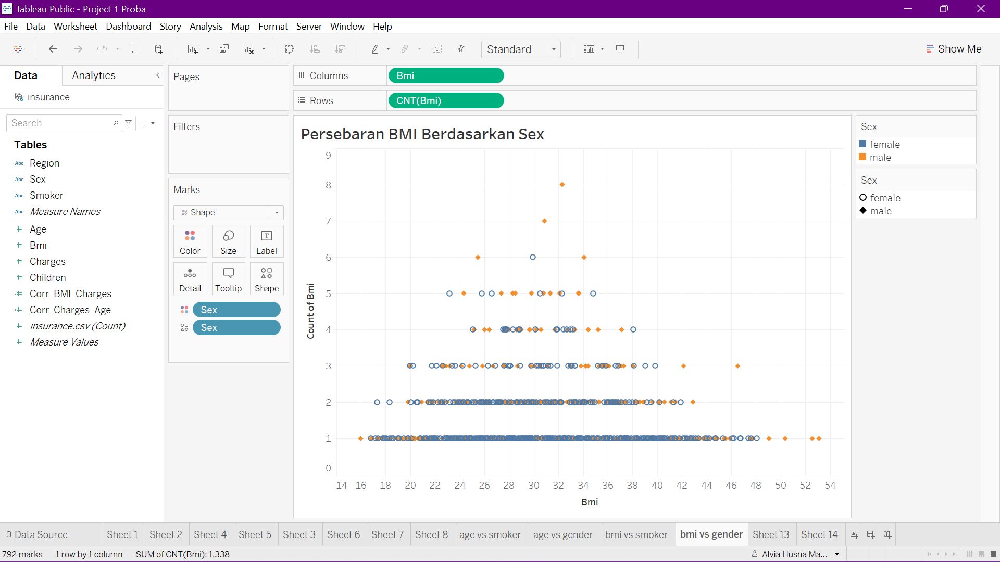 Tableau Public - Project 1 Proba
File Data Worksheet Dashboard Story Analysis Map Format Server Window Help
Standard
Show Me
Data Analytics
insurance
Search
Tables
Abc Region
Abc Sex
Abc Smoker
Abc Measure Names
# Age
# Bmi
# Charges
# Children
=# Corr_BMI_Charges
=# Corr_Charges_Age
# insurance.csv (Count)
# Measure Values
Pages
Filters
Marks
Shape
Color Size Label
Detail Tooltip Shape
Sex
Sex
Columns Bmi
Rows CNT(Bmi)
Persebaran BMI Berdasarkan Sex
9
8
7
6
5
4
3
2
1
0
Count of Bmi
14 16 18 20 22 24 26 28 30 32 34 36 38 40 42 44 46 48 50 52 54
Bmi
Sex
female
male
Sex
female
male
Data Source Sheet 1 Sheet 2 Sheet 4 Sheet 5 Sheet 3 Sheet 6 Sheet 7 Sheet 8 age vs smoker age vs gender bmi vs smoker bmi vs gender Sheet 13 Sheet 14
792 marks 1 row by 1 column SUM of CNT(Bmi): 1,338 Alvia Husna Ma...